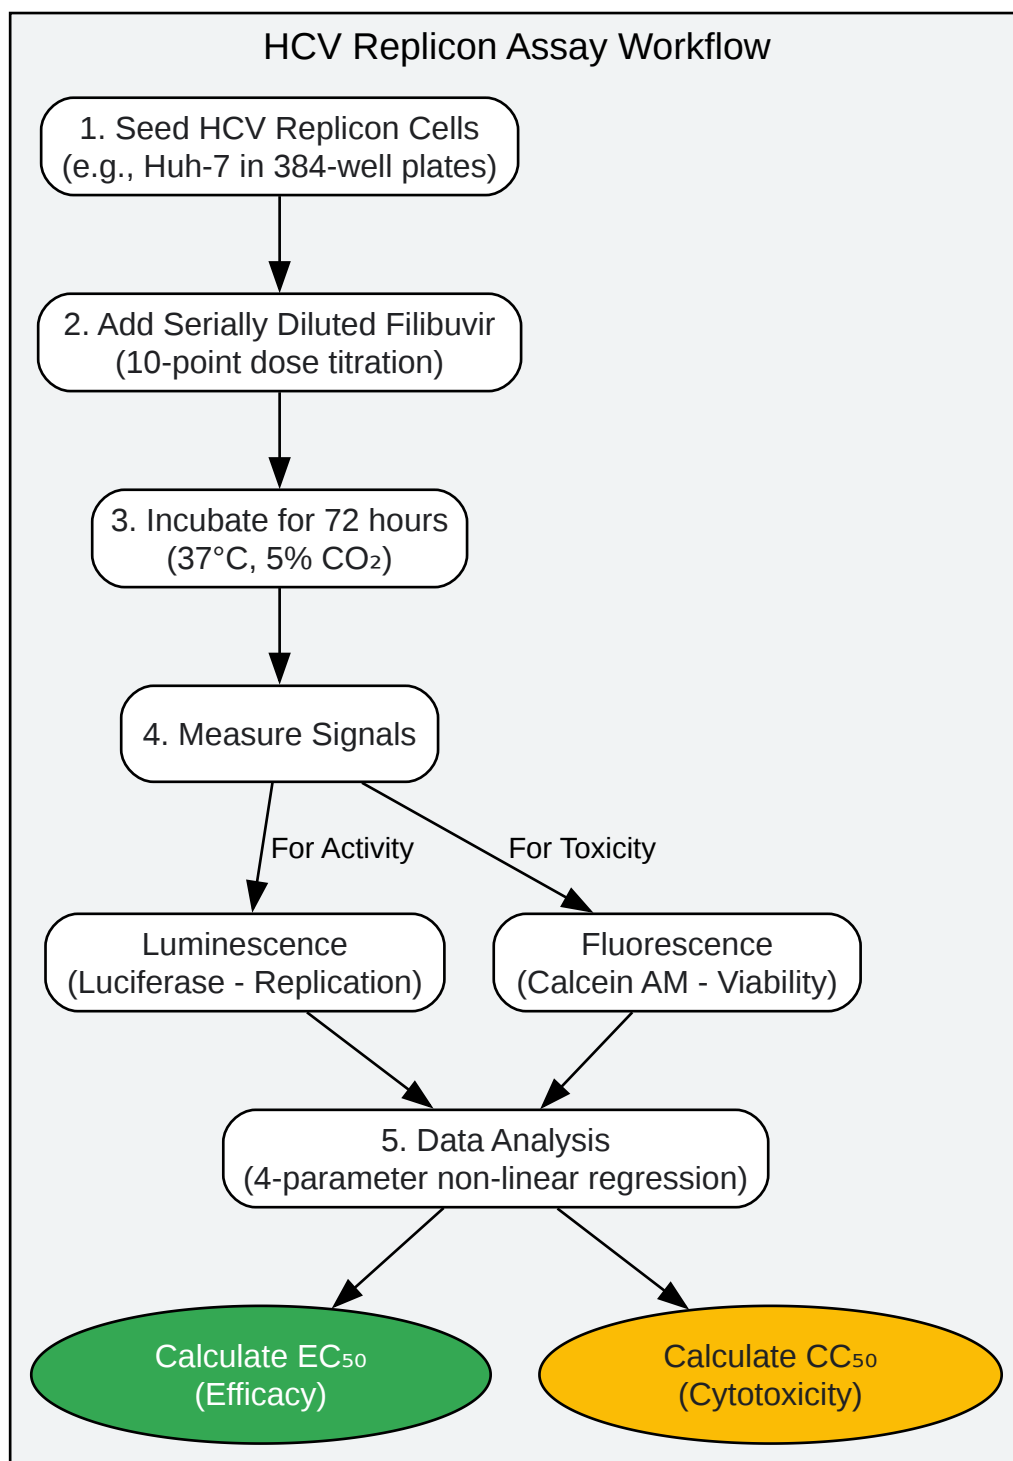 HCV Replicon Assay Workflow
1. Seed HCV Replicon Cells
(e.g., Huh-7 in 384-well plates)
2. Add Serially Diluted Filibuvir
(10-point dose titration)
3. Incubate for 72 hours
(37°C, 5% CO₂)
4. Measure Signals
For Activity
For Toxicity
Luminescence
(Luciferase - Replication)
Fluorescence
(Calcein AM - Viability)
5. Data Analysis
(4-parameter non-linear regression)
Calculate EC₅₀
(Efficacy)
Calculate CC₅₀
(Cytotoxicity)